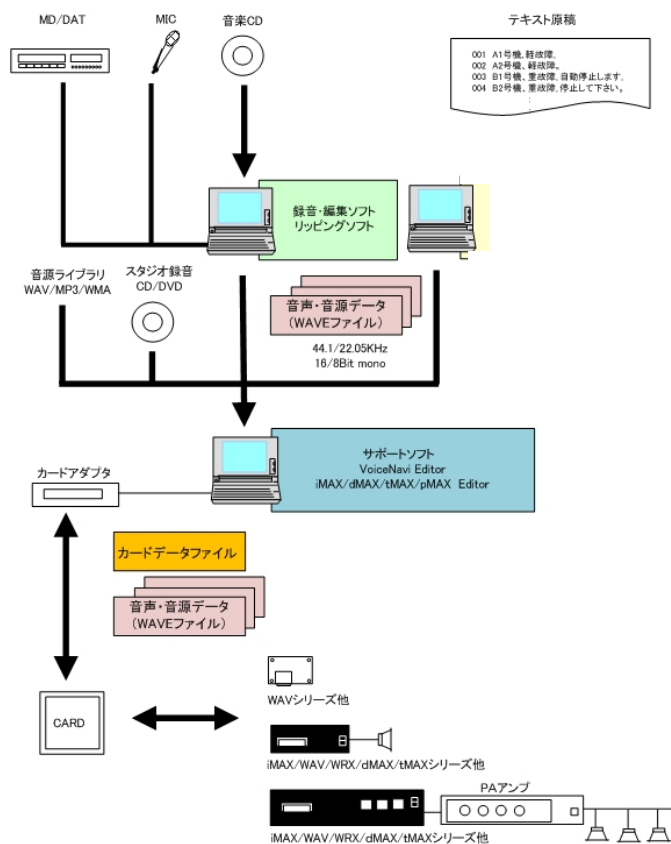 MD/DAT
MIC
音楽CD
テキスト原稿
001 A1号機,軽故障.
002 A2号機、軽故障。
003 B1号機、重故障.自動停止します.
004 B2号機、重故障.停止して下さい。
:
録音・編集ソフト
リッピングソフト
音源ライブラリ
WAV/MP3/WMA
スタジオ録音
CD/DVD
音声・音源データ
(WAVEファイル)
44.1/22.05KHz
16/8Bit mono
サポートソフト
VoiceNavi Editor
iMAX/dMAX/tMAX/pMAX Editor
カードアダプタ
カードデータファイル
音声・音源データ
(WAVEファイル)
CARD
WAVシリーズ他
iMAX/WAV/WRX/dMAX/tMAXシリーズ他
PAアンプ
iMAX/WAV/WRX/dMAX/tMAXシリーズ他